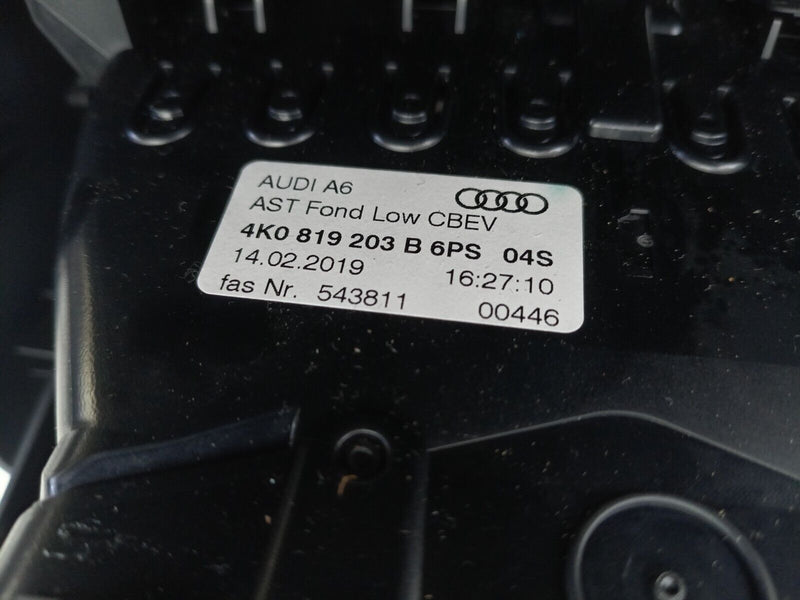 AUDI A6
AST Fond Low CBEV
4K0 819 203 B 6PS 04S
14.02.2019 16:27:10
fas Nr. 543811 00446